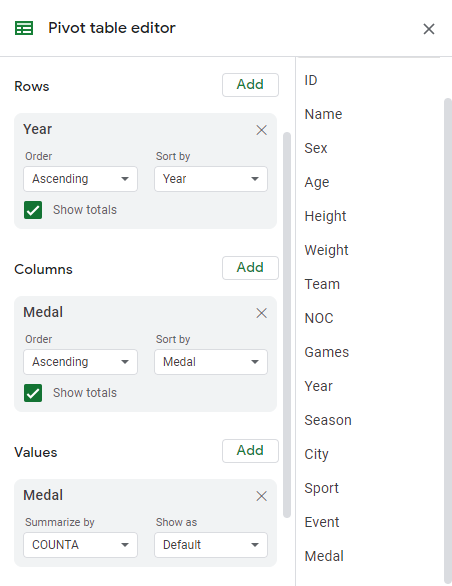 Pivot table editor
Rows
Add
Year
Order
Sort by
Ascending
Year
Show totals
Columns
Add
Medal
Order
Sort by
Ascending
Medal
Show totals
Values
Add
Medal
Summarize by
Show as
COUNTA
Default
ID
Name
Sex
Age
Height
Weight
Team
NOC
Games
Year
Season
City
Sport
Event
Medal